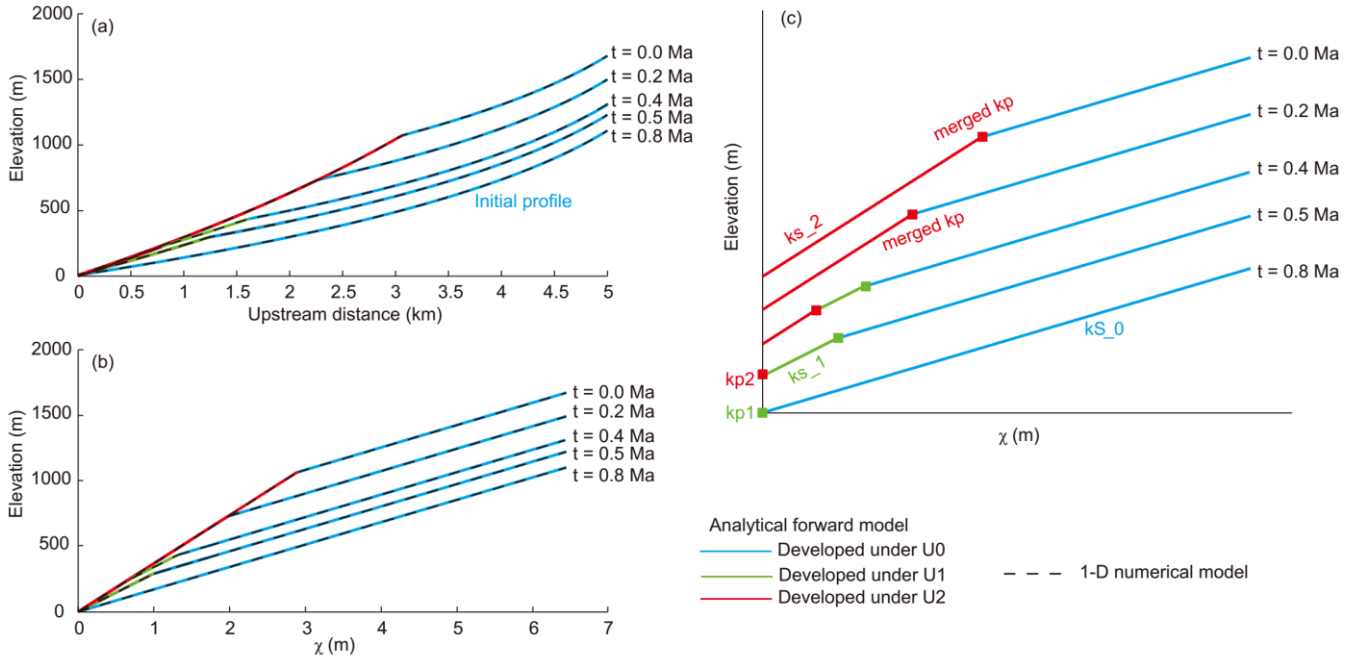 (a)
Elevation (m)
2000
1500
1000
500
0
t = 0.0 Ma
t = 0.2 Ma
t = 0.4 Ma
t = 0.5 Ma
t = 0.8 Ma
Initial profile
0 0.5 1 1.5 2 2.5 3 3.5 4 4.5 5
Upstream distance (km)
(b)
Elevation (m)
2000
1500
1000
500
0
t = 0.0 Ma
t = 0.2 Ma
t = 0.4 Ma
t = 0.5 Ma
t = 0.8 Ma
0 1 2 3 4 5 6 7
χ (m)
(c)
Elevation (m)
t = 0.0 Ma
merged kp
t = 0.2 Ma
ks_2
merged kp
t = 0.4 Ma
t = 0.5 Ma
t = 0.8 Ma
kS_0
ks_1
kp2
kp1
χ (m)
Analytical forward model
Developed under U0
Developed under U1
Developed under U2
1-D numerical model